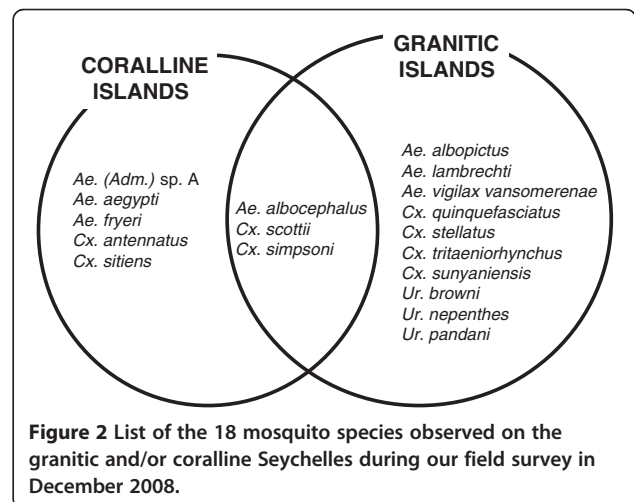 CORALLINE
ISLANDS
GRANITIC
ISLANDS
Ae. (Adm.) sp. A
Ae. aegypti
Ae. fryeri
Cx. antennatus
Cx. sitiens
Ae. albocephalus
Cx. scottii
Cx. simpsoni
Ae. albopictus
Ae. lambrechti
Ae. vigilax vansomerenae
Cx. quinquefasciatus
Cx. stellatus
Cx. tritaeniorhynchus
Cx. sunyaniensis
Ur. browni
Ur. nepenthes
Ur. pandani
Figure 2 List of the 18 mosquito species observed on the
granitic and/or coralline Seychelles during our field survey in
December 2008.